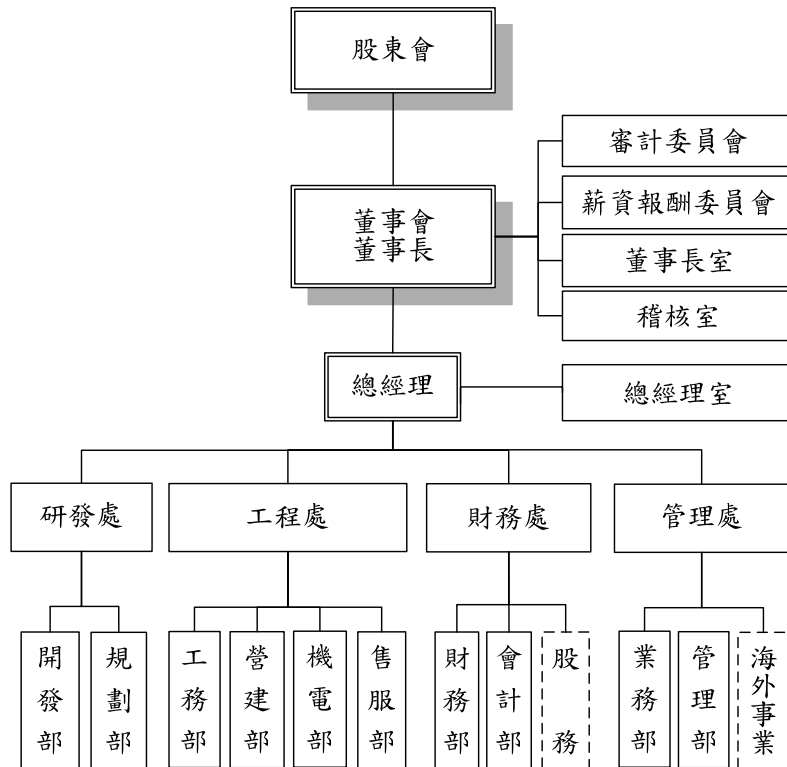 股東會
董事會
董事長
審計委員會
薪資報酬委員會
董事長室
稽核室
總經理
總經理室
研發處
工程處
財務處
管理處
開發部
規劃部
工務部
營建部
機電部
售服部
財務部
會計部
股務
業務部
管理部
海外事業